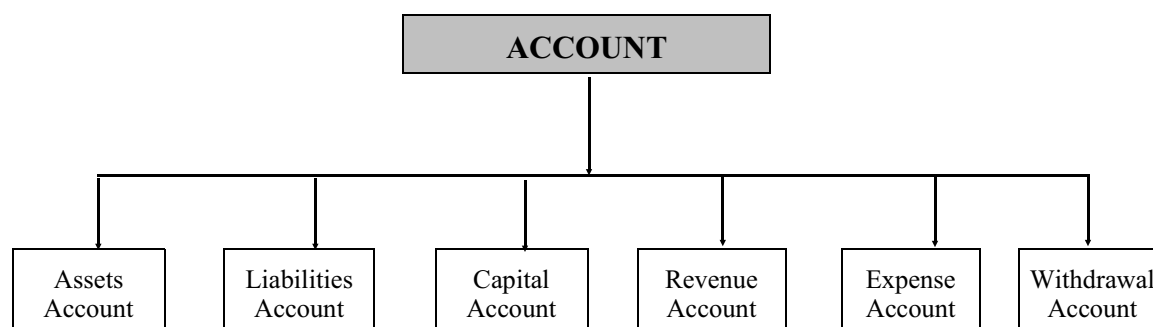 ACCOUNT
Assets
Account
Liabilities
Account
Capital
Account
Revenue
Account
Expense
Account
Withdrawal
Account